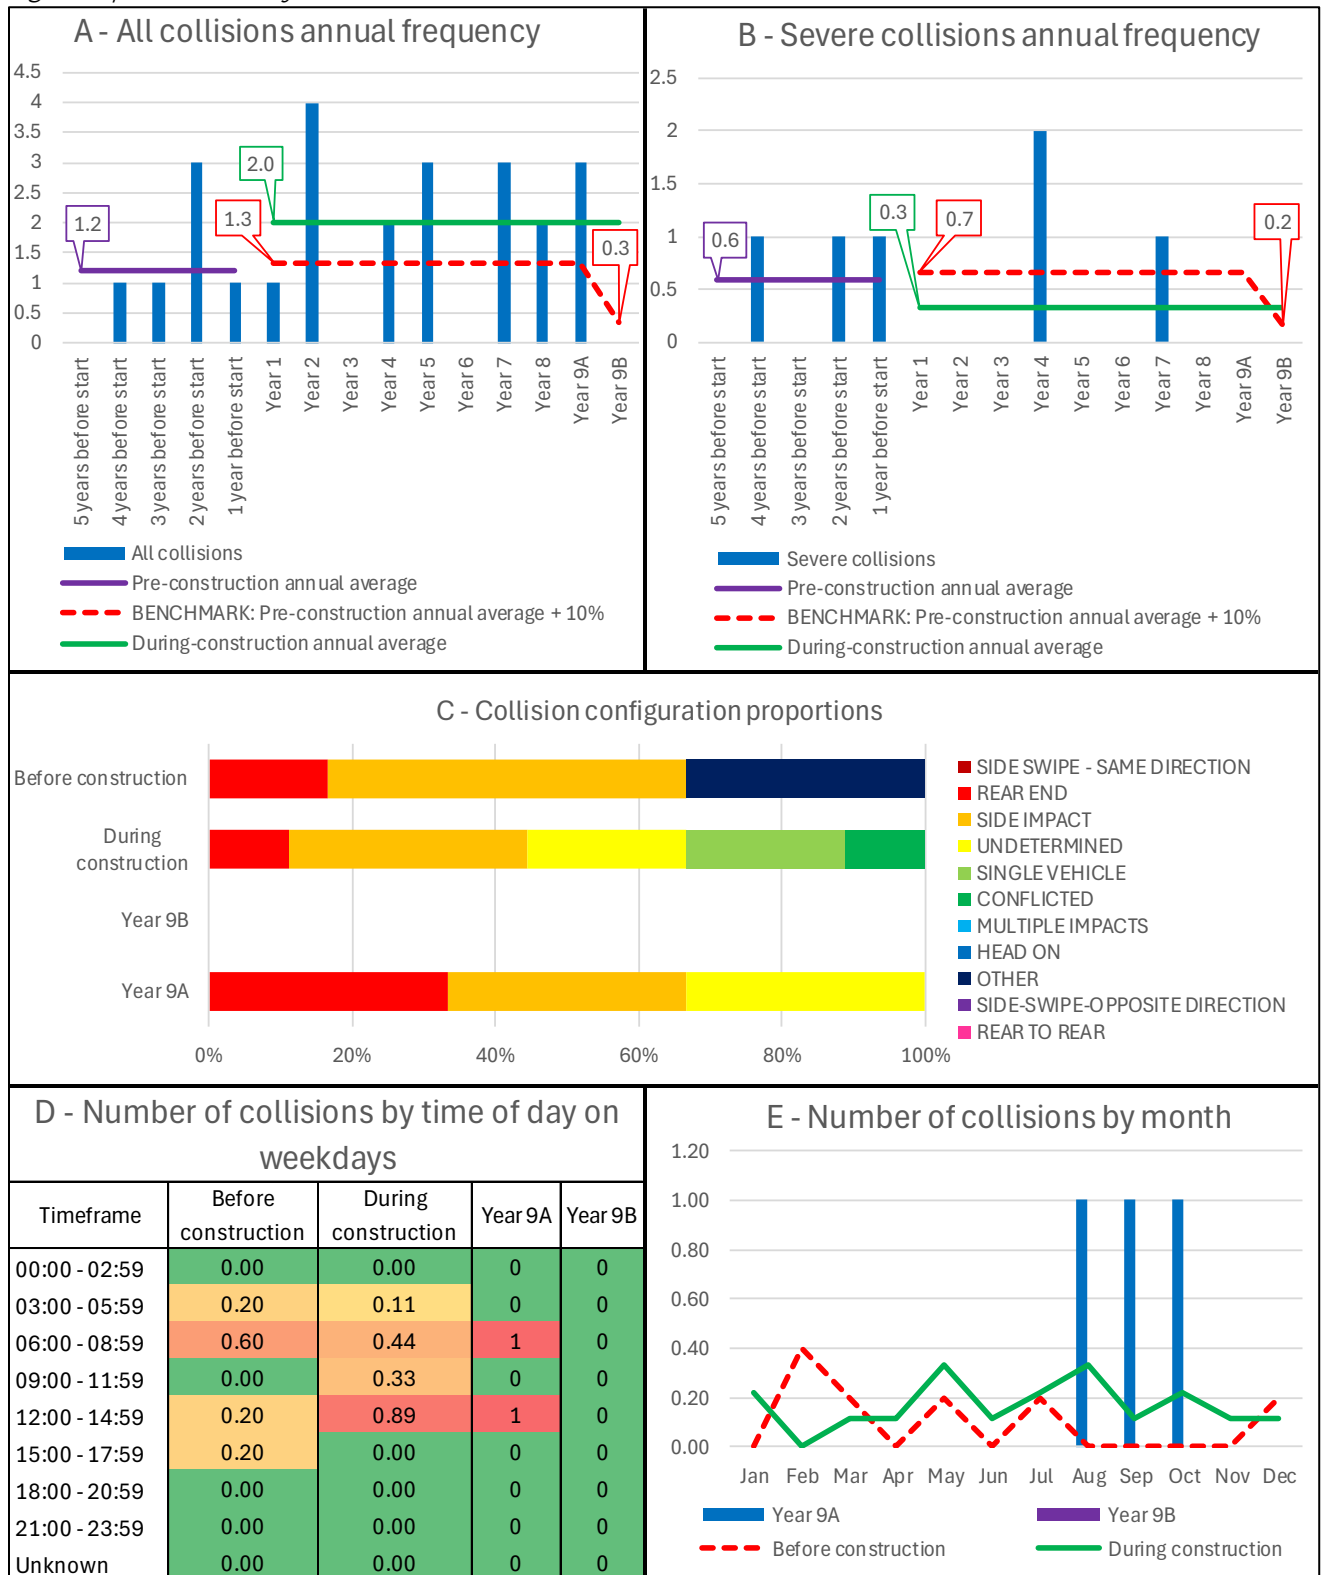 A - All collisions annual frequency
4.5
4
3.5
3
2.5
2
1.5
1
0.5
0
1.2
1.3
2.0
0.3
5 years before start
4 years before start
3 years before start
2 years before start
1 year before start
Year 1
Year 2
Year 3
Year 4
Year 5
Year 6
Year 7
Year 8
Year 9A
Year 9B
All collisions
Pre-construction annual average
BENCHMARK: Pre-construction annual average + 10%
During-construction annual average
B - Severe collisions annual frequency
2.5
2
1.5
1
0.5
0
0.6
0.3
0.7
0.2
5 years before start
4 years before start
3 years before start
2 years before start
1 year before start
Year 1
Year 2
Year 3
Year 4
Year 5
Year 6
Year 7
Year 8
Year 9A
Year 9B
Severe collisions
Pre-construction annual average
BENCHMARK: Pre-construction annual average + 10%
During-construction annual average
C - Collision configuration proportions
Before construction
During
construction
Year 9B
Year 9A
0% 20% 40% 60% 80% 100%
SIDE SWIPE - SAME DIRECTION
REAR END
SIDE IMPACT
UNDETERMINED
SINGLE VEHICLE
CONFLICTED
MULTIPLE IMPACTS
HEAD ON
OTHER
SIDE-SWIPE-OPPOSITE DIRECTION
REAR TO REAR
D - Number of collisions by time of day on
weekdays
Timeframe Before construction During construction Year 9A Year 9B
00:00 - 02:59 0.00 0.00 0 0
03:00 - 05:59 0.20 0.11 0 0
06:00 - 08:59 0.60 0.44 1 0
09:00 - 11:59 0.00 0.33 0 0
12:00 - 14:59 0.20 0.89 1 0
15:00 - 17:59 0.20 0.00 0 0
18:00 - 20:59 0.00 0.00 0 0
21:00 - 23:59 0.00 0.00 0 0
Unknown 0.00 0.00 0 0
E - Number of collisions by month
1.20
1.00
0.80
0.60
0.40
0.20
0.00
Jan Feb Mar Apr May Jun Jul Aug Sep Oct Nov Dec
Year 9A
Year 9B
Before construction
During construction